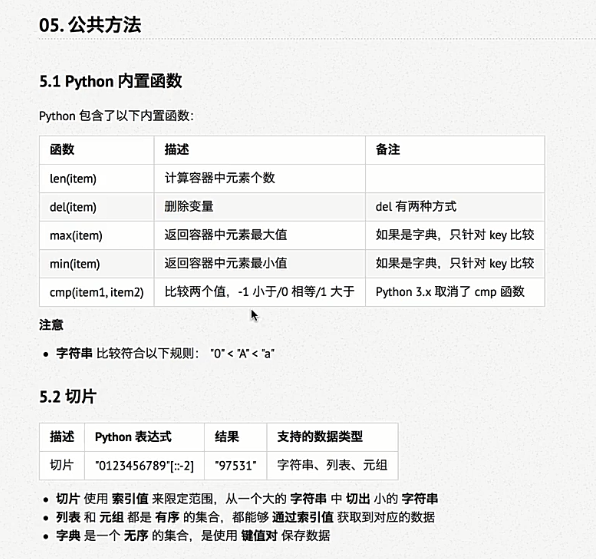 05. 公共方法
5.1 Python 内置函数
Python 包含了以下内置函数：
函数 描述 备注
len(item) 计算容器中元素个数
del(item) 删除变量 del 有两种方式
max(item) 返回容器中元素最大值 如果是字典，只针对 key 比较
min(item) 返回容器中元素最小值 如果是字典，只针对 key 比较
cmp(item1, item2) 比较两个值，-1 小于/0 相等/1 大于 Python 3.x 取消了 cmp 函数
注意
• 字符串 比较符合以下规则： "0" < "A" < "a"
5.2 切片
描述 Python 表达式 结果 支持的数据类型
切片 "0123456789"[::-2] "97531" 字符串、列表、元组
• 切片 使用 索引值 来限定范围，从一个大的 字符串 中 切出 小的 字符串
• 列表 和 元组 都是 有序 的集合，都能够 通过索引值 获取到对应的数据
• 字典 是一个 无序 的集合，是使用 键值对 保存数据